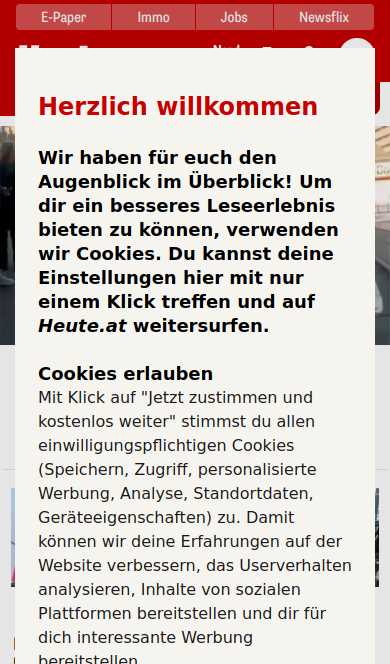 E-Paper Immo Jobs Newsflix
Herzlich willkommen
Wir haben für euch den
Augenblick im Überblick! Um
dir ein besseres Leseerlebnis
bieten zu können, verwenden
wir Cookies. Du kannst deine
Einstellungen hier mit nur
einem Klick treffen und auf
Heute.at weitersurfen.
Cookies erlauben
Mit Klick auf "Jetzt zustimmen und
kostenlos weiter" stimmst du allen
einwilligungspflichtigen Cookies
(Speichern, Zugriff, personalisierte
Werbung, Analyse, Standortdaten,
Geräteeigenschaften) zu. Damit
können wir deine Erfahrungen auf der
Website verbessern, das Userverhalten
analysieren, Inhalte von sozialen
Plattformen bereitstellen und dir für
dich interessante Werbung
bereitstellen